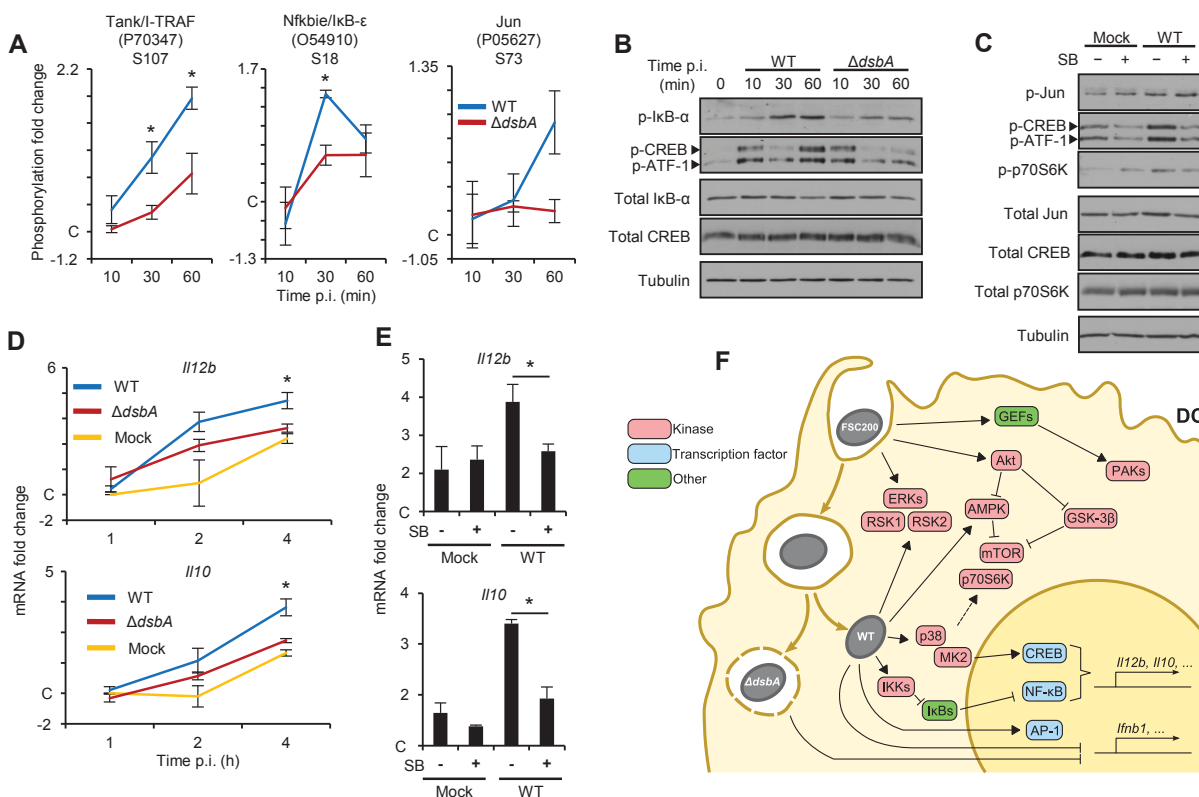 A
Tank/I-TRAF
(P70347)
S107
Nfkbie/IκB-ε
(O54910)
S18
Jun
(P05627)
S73
Phosphorylation fold change
2.2
C
-1.2
1.7
C
-1.3
1.35
C
-1.05
*
*
*
WT
ΔdsbA
10 30 60
10 30 60
10 30 60
Time p.i. (min)
B
Time p.i.
(min)
WT
ΔdsbA
0 10 30 60 10 30 60
p-IκB-α
p-CREB
p-ATF-1
Total IκB-α
Total CREB
Tubulin
C
Mock WT
SB – + – +
p-Jun
p-CREB
p-ATF-1
p-p70S6K
Total Jun
Total CREB
Total p70S6K
Tubulin
D
mRNA fold change
Il12b
6
C
-2
WT
ΔdsbA
Mock
*
1 2 4
Il10
5
C
-2
WT
ΔdsbA
Mock
*
1 2 4
Time p.i. (h)
E
Il12b
5
4
3
2
C
*
SB - + - +
Mock WT
Il10
4
3
2
C
*
SB - + - +
Mock WT
F
Kinase
Transcription factor
Other
DC
FSC200
GEFs
PAKs
Akt
ERKs
RSK1
RSK2
AMPK
GSK-3β
mTOR
p70S6K
WT
p38
MK2
CREB
Il12b, Il10, ...
IKKs
IκBs
NF-κB
ΔdsbA
AP-1
Ifnb1, ...